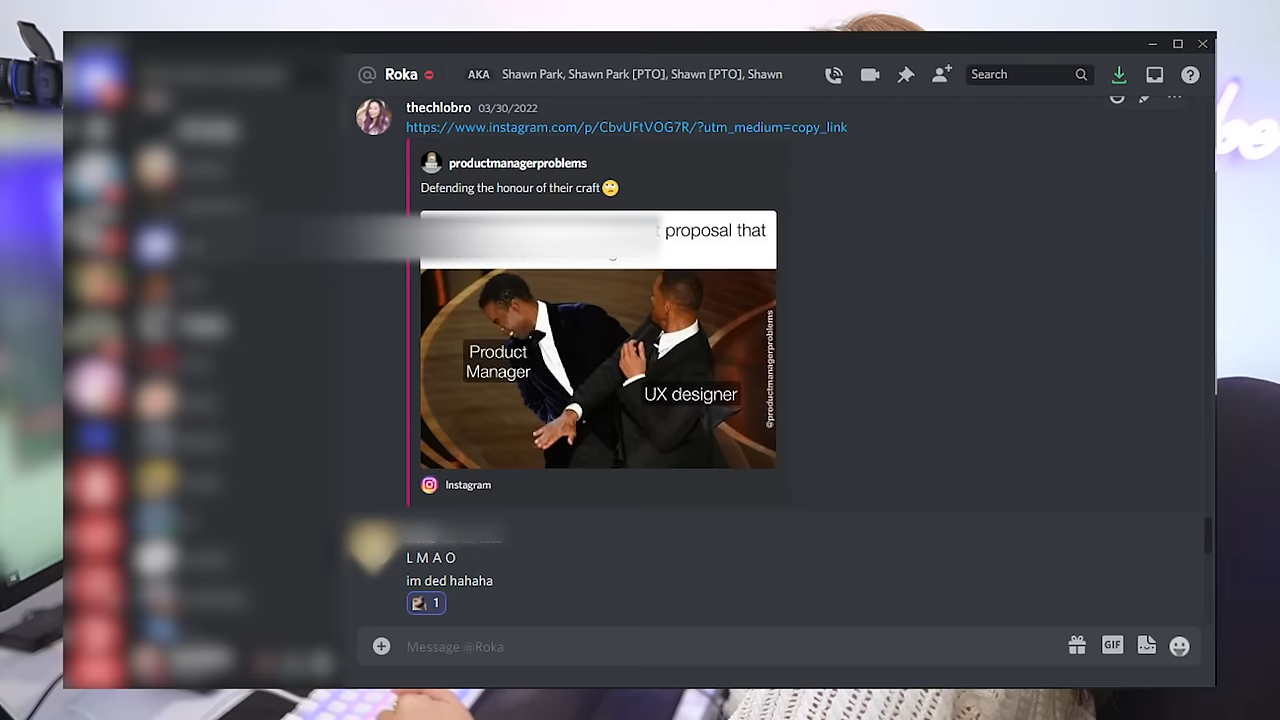 Roka
AKA Shawn Park, Shawn Park [PTO], Shawn [PTO], Shawn
Search
thechlobro 03/30/2022
https://www.instagram.com/p/CbvUFtVOG7R/?utm_medium=copy_link
productmanagerproblems
Defending the honour of their craft🙄
proposal that
Product
Manager
UX designer
@productmanagerproblems
Instagram
L M A O
im ded hahaha
1
Message @Roka
GIF